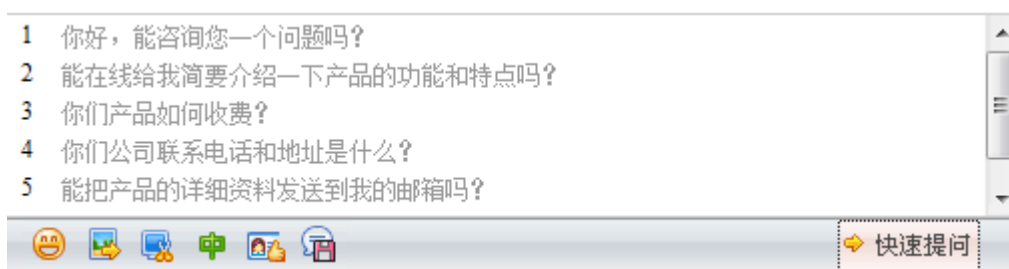 1 你好，能咨询您一个问题吗？
2 能在线给我简要介绍一下产品的功能和特点吗？
3 你们产品如何收费？
4 你们公司联系电话和地址是什么？
5 能把产品的详细资料发送到我的邮箱吗？
中 快速提问